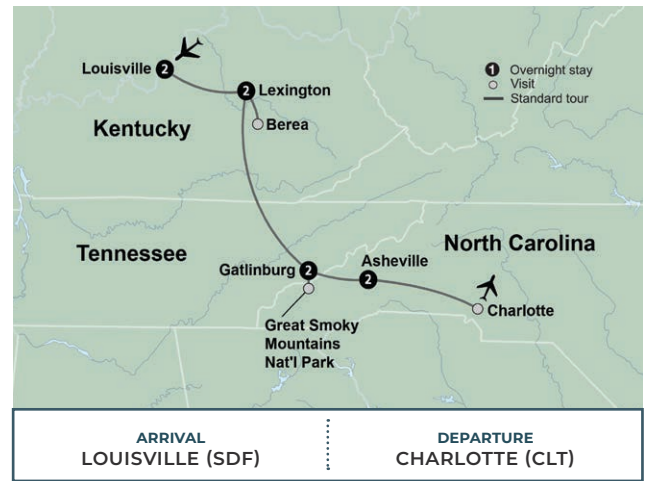 Louisville 2
2 Lexington
Berea
Kentucky
1 Overnight stay
Visit
Standard tour
Tennessee
North Carolina
Gatlinburg 2
Asheville
2
Charlotte
Great Smoky
Mountains
Nat'l Park
ARRIVAL
LOUISVILLE (SDF)
DEPARTURE
CHARLOTTE (CLT)